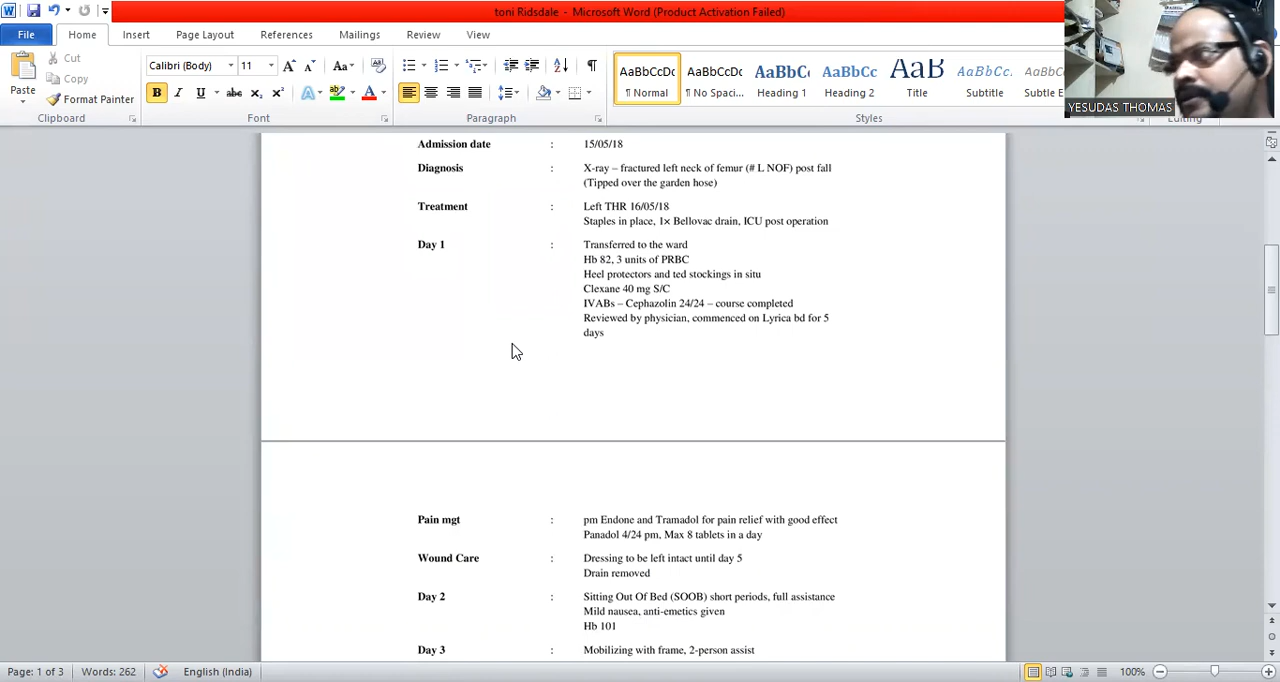 toni Ridsdale - Microsoft Word (Product Activation Failed)
File Home Insert Page Layout References Mailings Review View
Paste
Cut
Copy
Format Painter
Clipboard
Calibri (Body) 11
Font
Paragraph
AaBbCcDc AaBbCcDc AaBbCc AaBbCc AaB AaBbCc. AaBbCc
¶ Normal ¶ No Spaci... Heading 1 Heading 2 Title Subtitle Subtle E
Styles
Editing
YESUDAS THOMAS
Admission date : 15/05/18
Diagnosis : X-ray – fractured left neck of femur (# L NOF) post fall
(Tipped over the garden hose)
Treatment : Left THR 16/05/18
Staples in place, 1× Bellovac drain, ICU post operation
Day 1 : Transferred to the ward
Hb 82, 3 units of PRBC
Heel protectors and ted stockings in situ
Clexane 40 mg S/C
IVABs – Cephazolin 24/24 – course completed
Reviewed by physician, commenced on Lyrica bd for 5
days
Pain mgt : pm Endone and Tramadol for pain relief with good effect
Panadol 4/24 pm, Max 8 tablets in a day
Wound Care : Dressing to be left intact until day 5
Drain removed
Day 2 : Sitting Out Of Bed (SOOB) short periods, full assistance
Mild nausea, anti-emetics given
Hb 101
Day 3 : Mobilizing with frame, 2-person assist
Page: 1 of 3 Words: 262 English (India) 100%